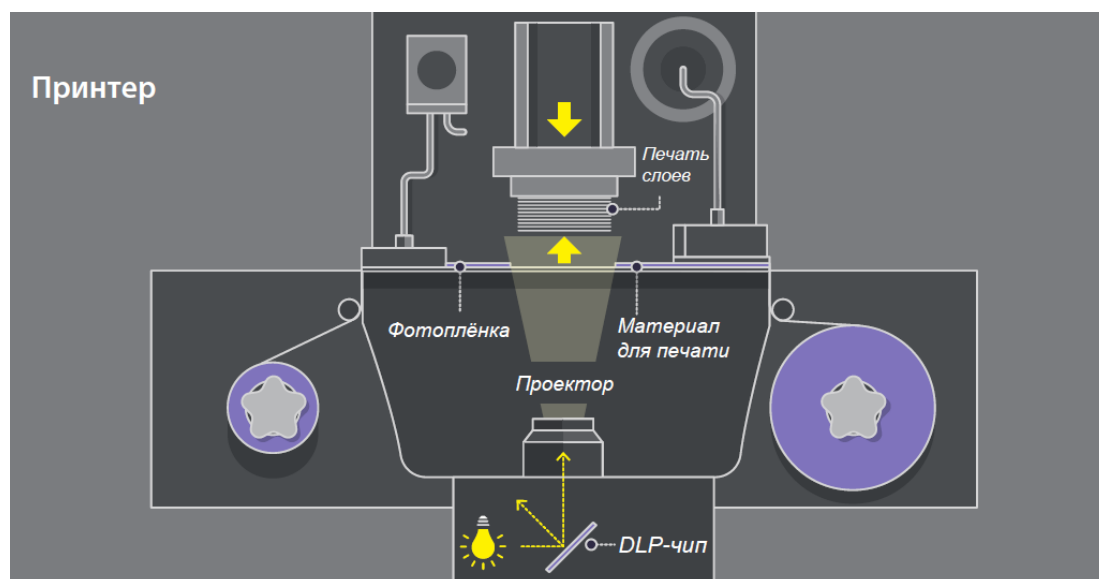 Принтер
Печать
слоев
Фотоплёнка
Материал
для печати
Проектор
DLP-чип